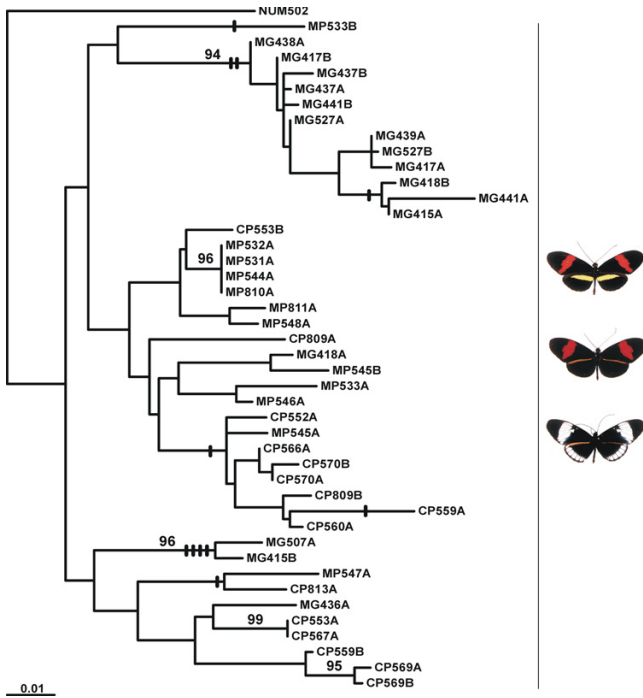 NUM502
MP533B
MG438A
94
MG417B
MG437B
MG437A
MG441B
MG527A
MG439A
MG527B
MG417A
MG418B
MG441A
MG415A
CP553B
MP532A
96
MP531A
MP544A
MP810A
MP811A
MP548A
CP809A
MG418A
MP545B
MP533A
MP546A
CP552A
MP545A
CP566A
CP570B
CP570A
CP809B
CP559A
CP560A
96
MG507A
MG415B
MP547A
CP813A
MG436A
99
CP553A
CP567A
CP559B
95
CP569A
CP569B
0.01